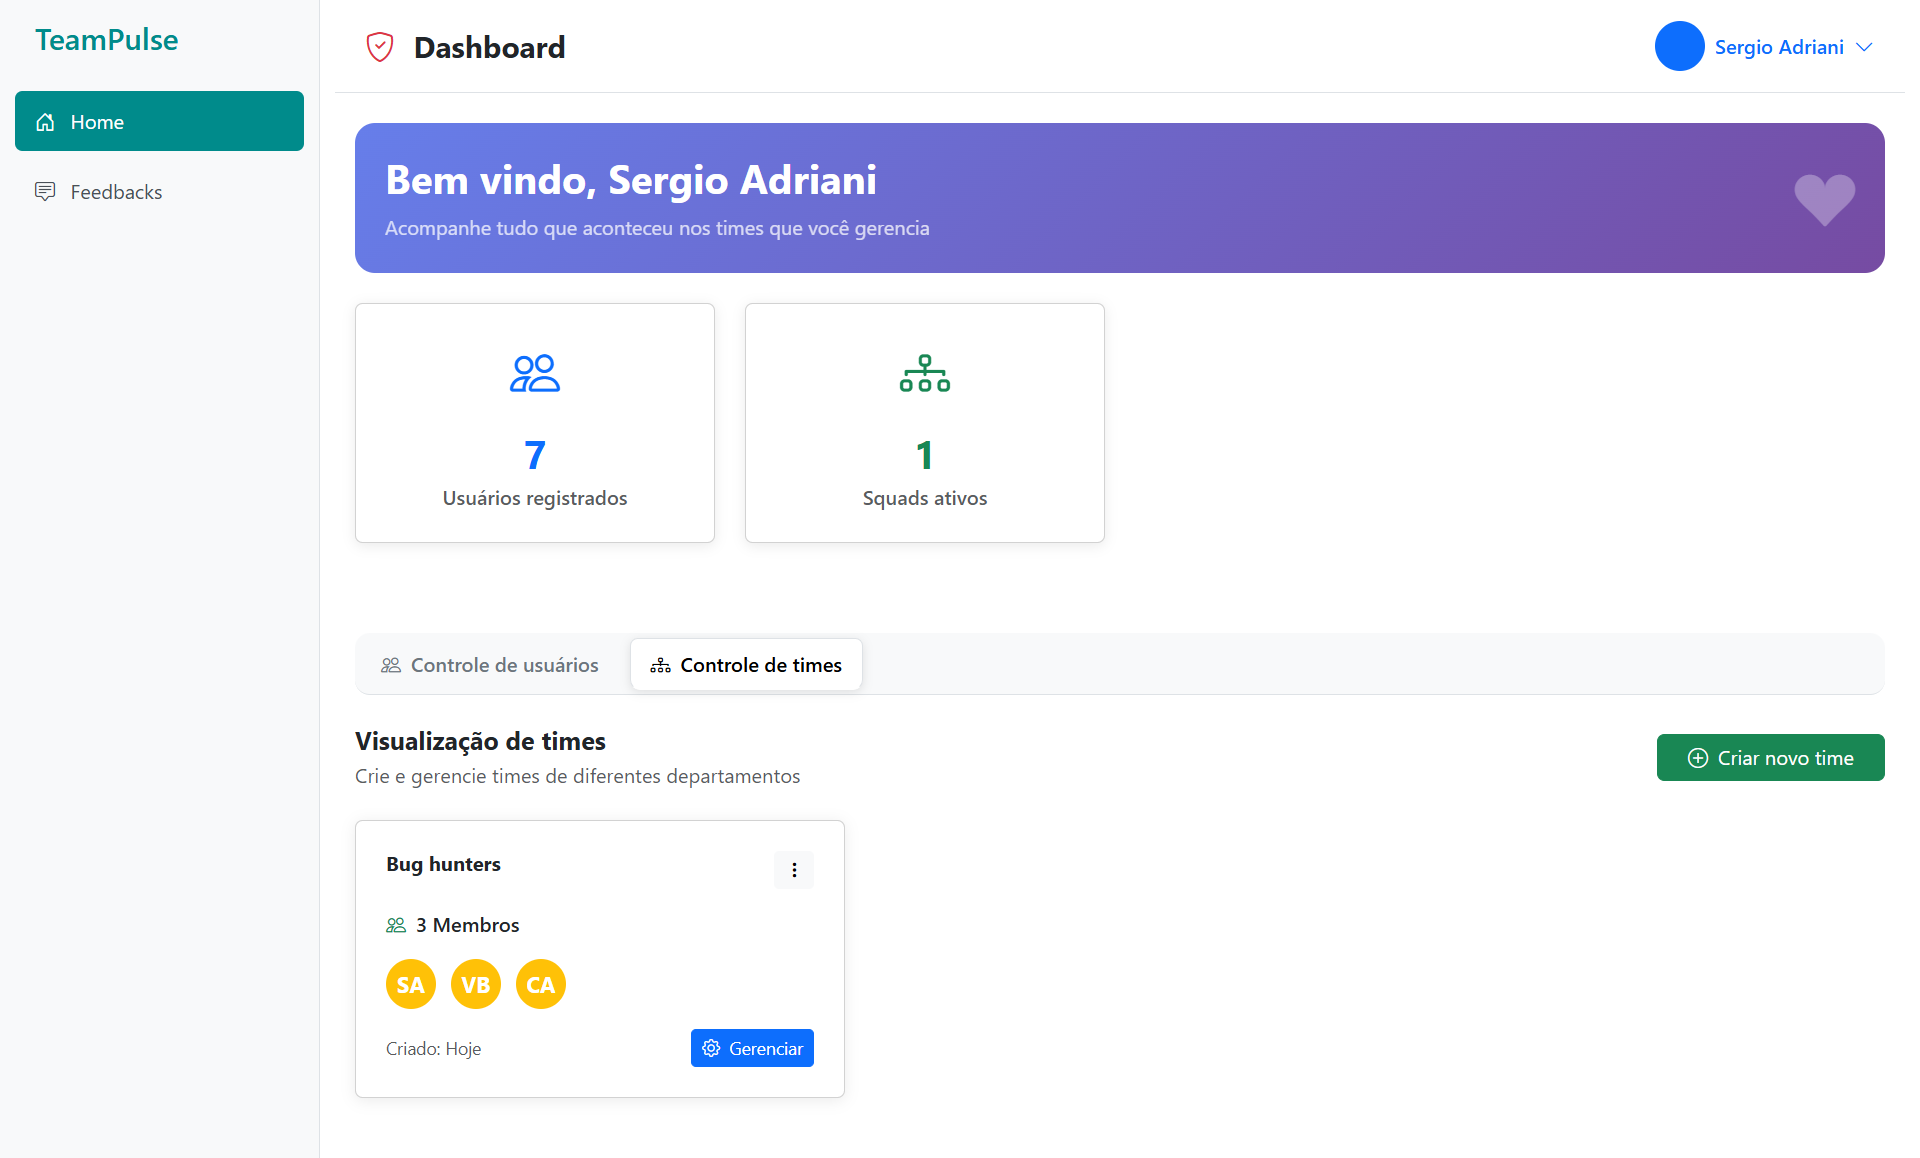 TeamPulse
Home
Feedbacks
Dashboard
Sergio Adriani
Bem vindo, Sergio Adriani
Acompanhe tudo que aconteceu nos times que você gerencia
7
Usuários registrados
1
Squads ativos
Controle de usuários
Controle de times
Visualização de times
Crie e gerencie times de diferentes departamentos
Criar novo time
Bug hunters
3 Membros
SA VB CA
Criado: Hoje
Gerenciar